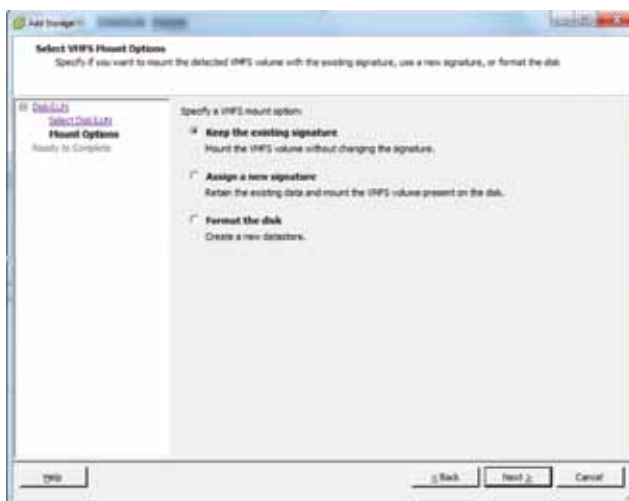 Add Storage
Select VMFS Mount Options
Specify if you want to mount the detected VMFS volume with the existing signature, use a new signature, or format the disk
Disk/LUN
Select Disk/LUN
Mount Options
Ready to Complete
Specify a VMFS mount option:
Keep the existing signature
Mount the VMFS volume without changing the signature.
Assign a new signature
Retain the existing data and mount the VMFS volume present on the disk.
Format the disk
Create a new datastore.
Help
< Back
Next >
Cancel